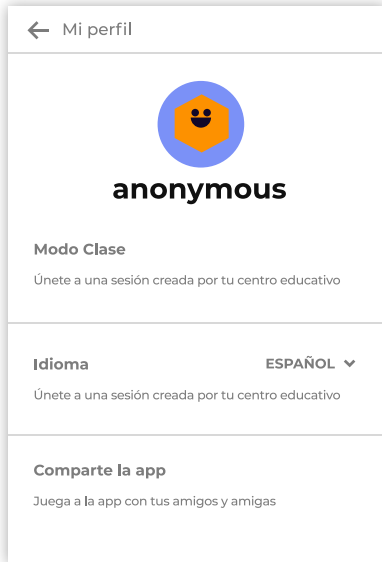 Mi perfil
anonymous
Modo Clase
Únete a una sesión creada por tu centro educativo
Idioma
ESPAÑOL
Únete a una sesión creada por tu centro educativo
Comparte la app
Juega a la app con tus amigos y amigas